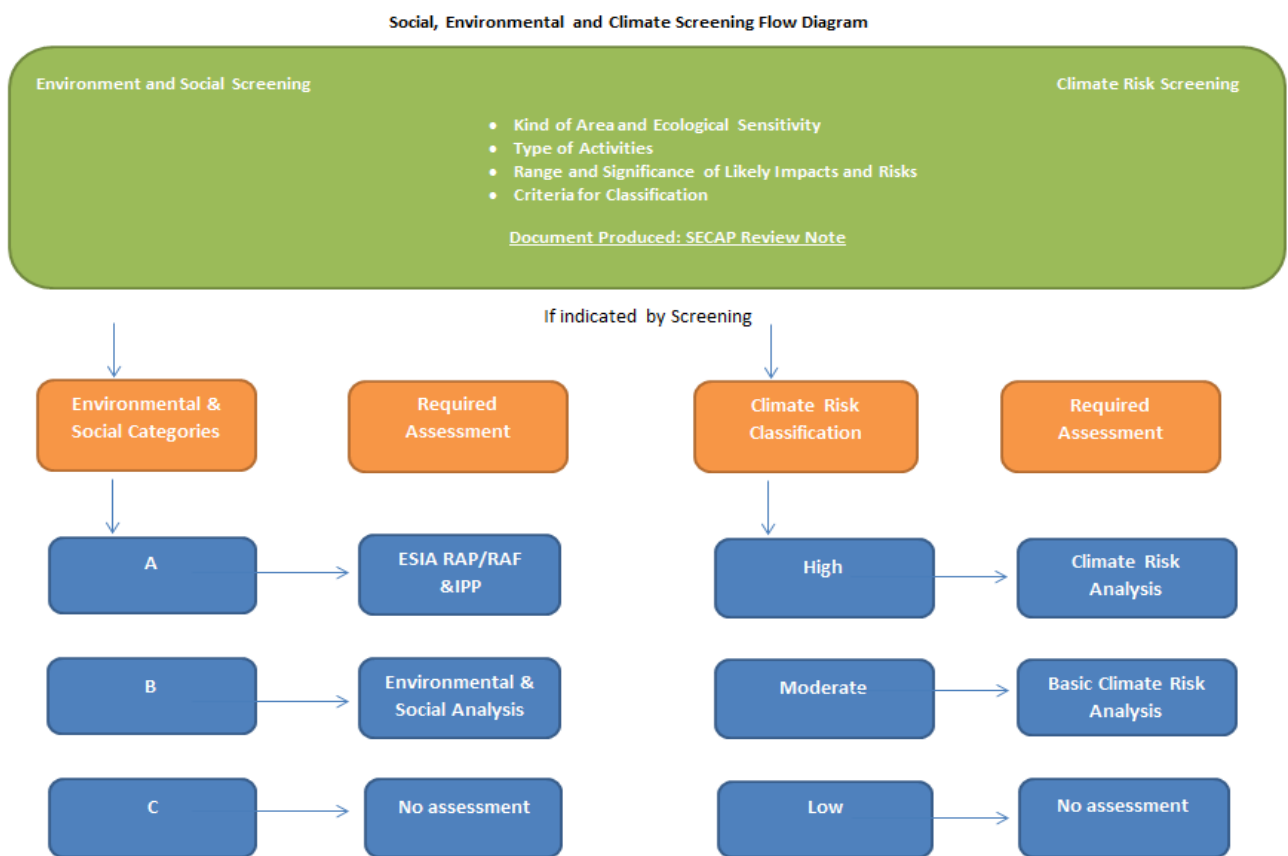 Social, Environmental and Climate Screening Flow Diagram
Environment and Social Screening
Climate Risk Screening
• Kind of Area and Ecological Sensitivity
• Type of Activities
• Range and Significance of Likely Impacts and Risks
• Criteria for Classification
Document Produced: SECAP Review Note
If indicated by Screening
Environmental &
Social Categories
Required
Assessment
Climate Risk
Classification
Required
Assessment
A
ESIA RAP/RAF
&IPP
High
Climate Risk
Analysis
B
Environmental &
Social Analysis
Moderate
Basic Climate Risk
Analysis
C
No assessment
Low
No assessment